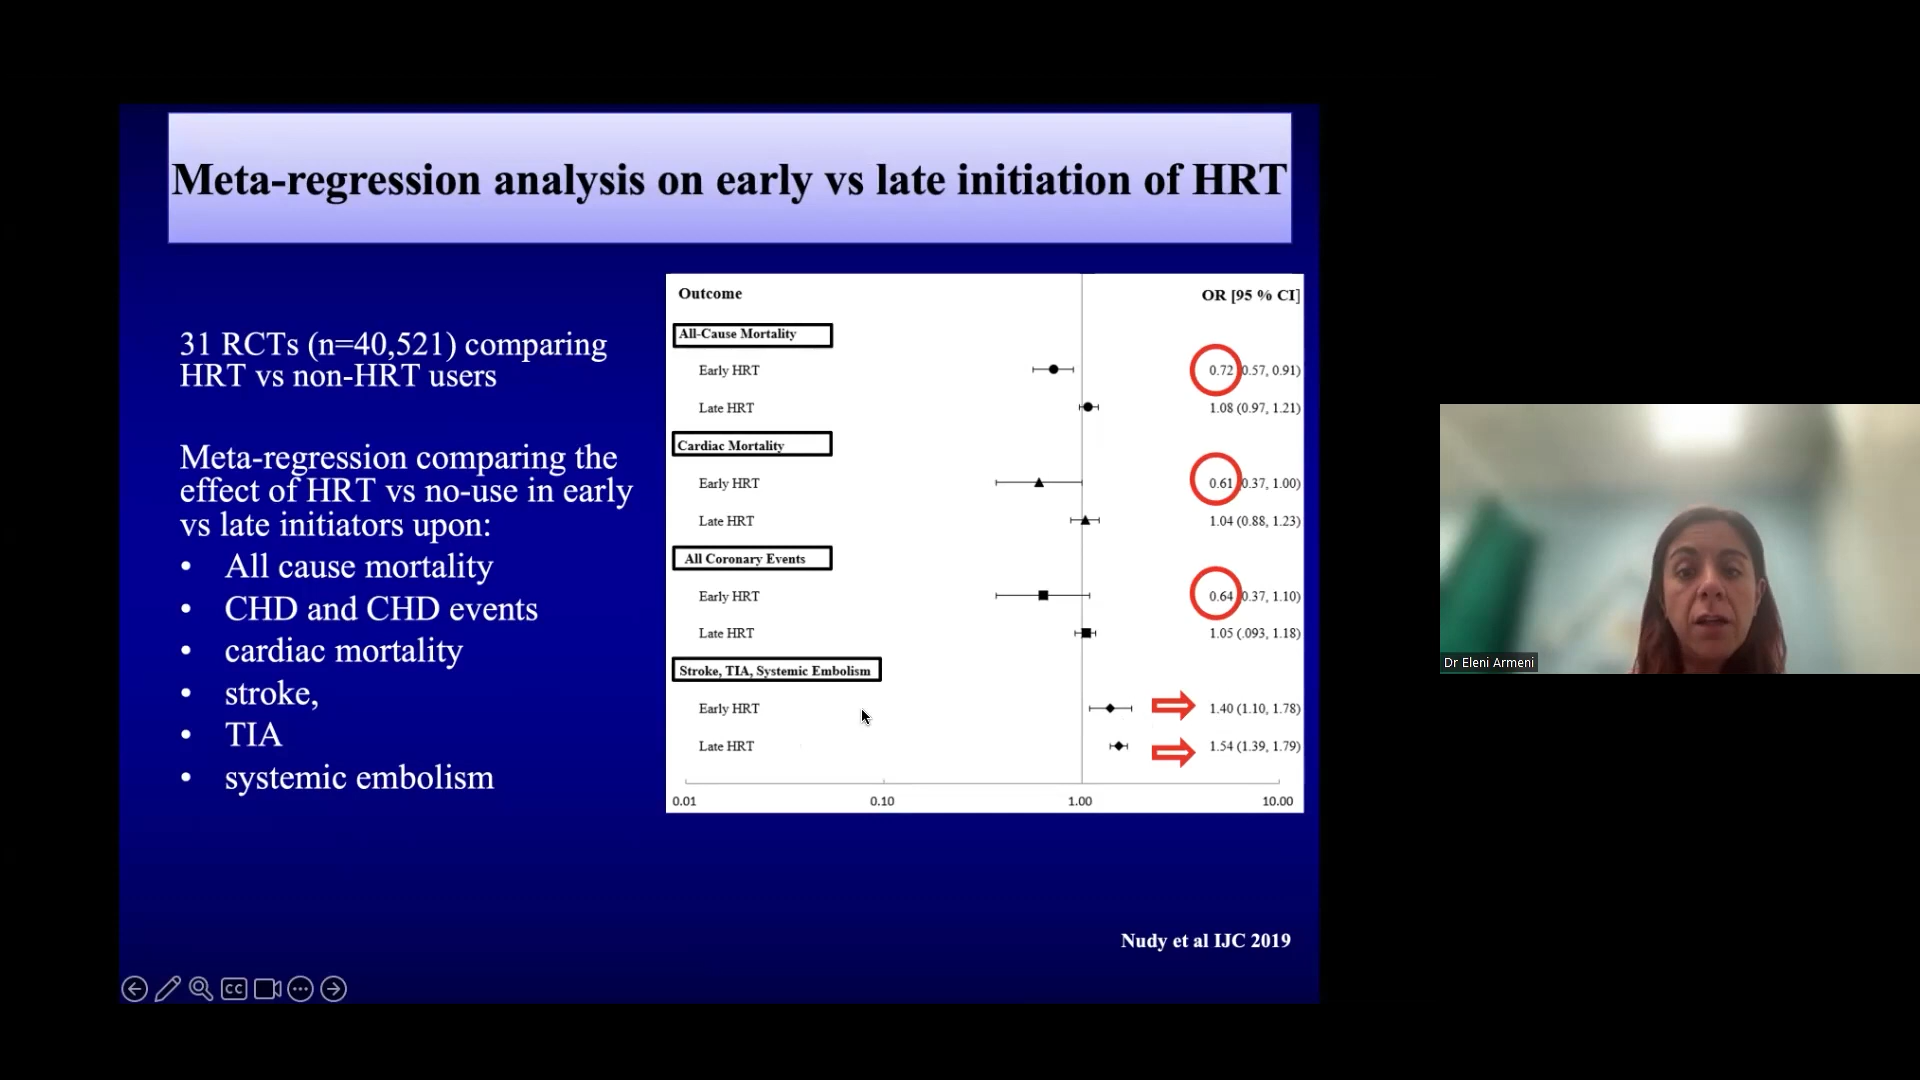 Meta-regression analysis on early vs late initiation of HRT
31 RCTs (n=40,521) comparing
HRT vs non-HRT users
Meta-regression comparing the
effect of HRT vs no-use in early
vs late initiators upon:
• All cause mortality
• CHD and CHD events
• cardiac mortality
• stroke,
• TIA
• systemic embolism
Outcome OR [95 % CI]
All-Cause Mortality
Early HRT 0.72 (0.57, 0.91)
Late HRT 1.08 (0.97, 1.21)
Cardiac Mortality
Early HRT 0.61 (0.37, 1.00)
Late HRT 1.04 (0.88, 1.23)
All Coronary Events
Early HRT 0.64 (0.37, 1.10)
Late HRT 1.05 (.093, 1.18)
Stroke, TIA, Systemic Embolism
Early HRT 1.40 (1.10, 1.78)
Late HRT 1.54 (1.39, 1.79)
0.01 0.10 1.00 10.00
Nudy et al IJC 2019
CC
Dr Eleni Armeni